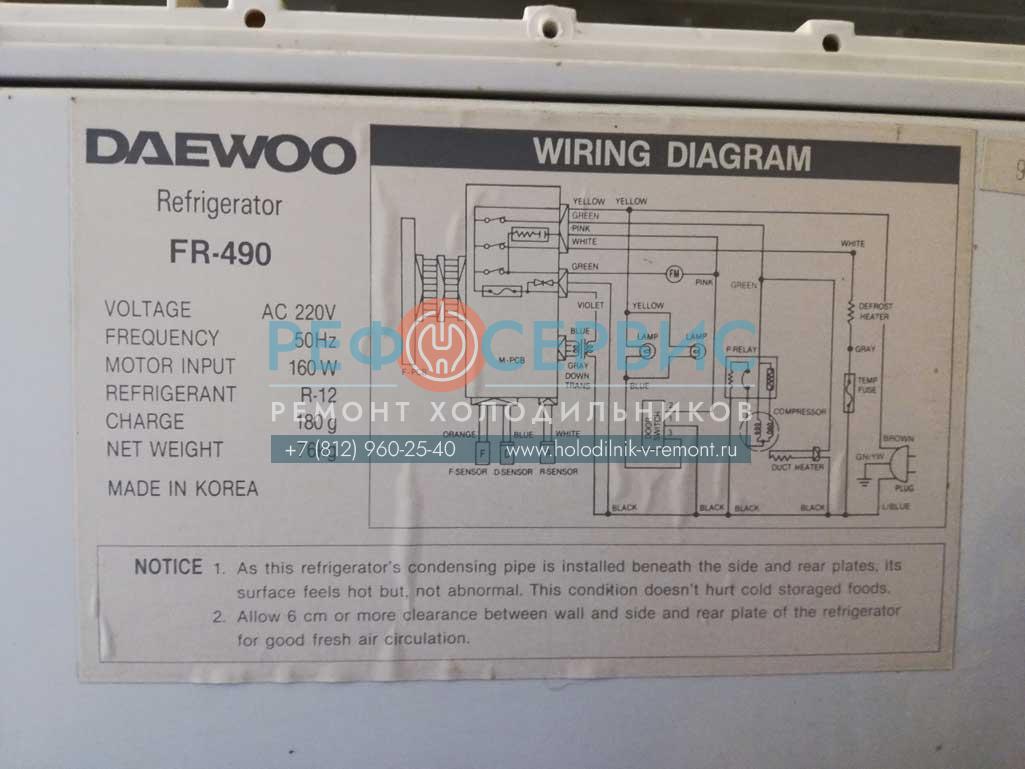 DAEWOO
Refrigerator
FR-490
VOLTAGE AC 220V
FREQUENCY 50Hz
MOTOR INPUT 160 W
REFRIGERANT R-12
CHARGE 180 g
NET WEIGHT
MADE IN KOREA
WIRING DIAGRAM
YELLOW YELLOW
GREEN
PINK
WHITE
WHITE
GREEN
FM
PINK
GREEN
VIOLET
YELLOW
DEFROST
HEATER
BLUE
LAMP LAMP
P-RELAY
GRAY
F-PCB
M-PCB
GRAY
DOWN
TRANS
BLUE
TEMP
FUSE
DOOR
SWITCH
COMPRESSOR
ORANGE BLUE WHITE
F
F-SENSOR D-SENSOR R-SENSOR
BROWN
GN/YW
DUCT HEATER
PLUG
BLACK BLACK BLACK BLACK L/BLUE
РЕФ СЕРВИС
РЕМОНТ ХОЛОДИЛЬНИКОВ
+7(812) 960-25-40 www.holodilnik-v-remont.ru
NOTICE 1. As this refrigerator's condensing pipe is installed beneath the side and rear plates, its
surface feels hot but, not abnormal. This condition doesn't hurt cold storaged foods.
2. Allow 6 cm or more clearance between wall and side and rear plate of the refrigerator
for good fresh air circulation.